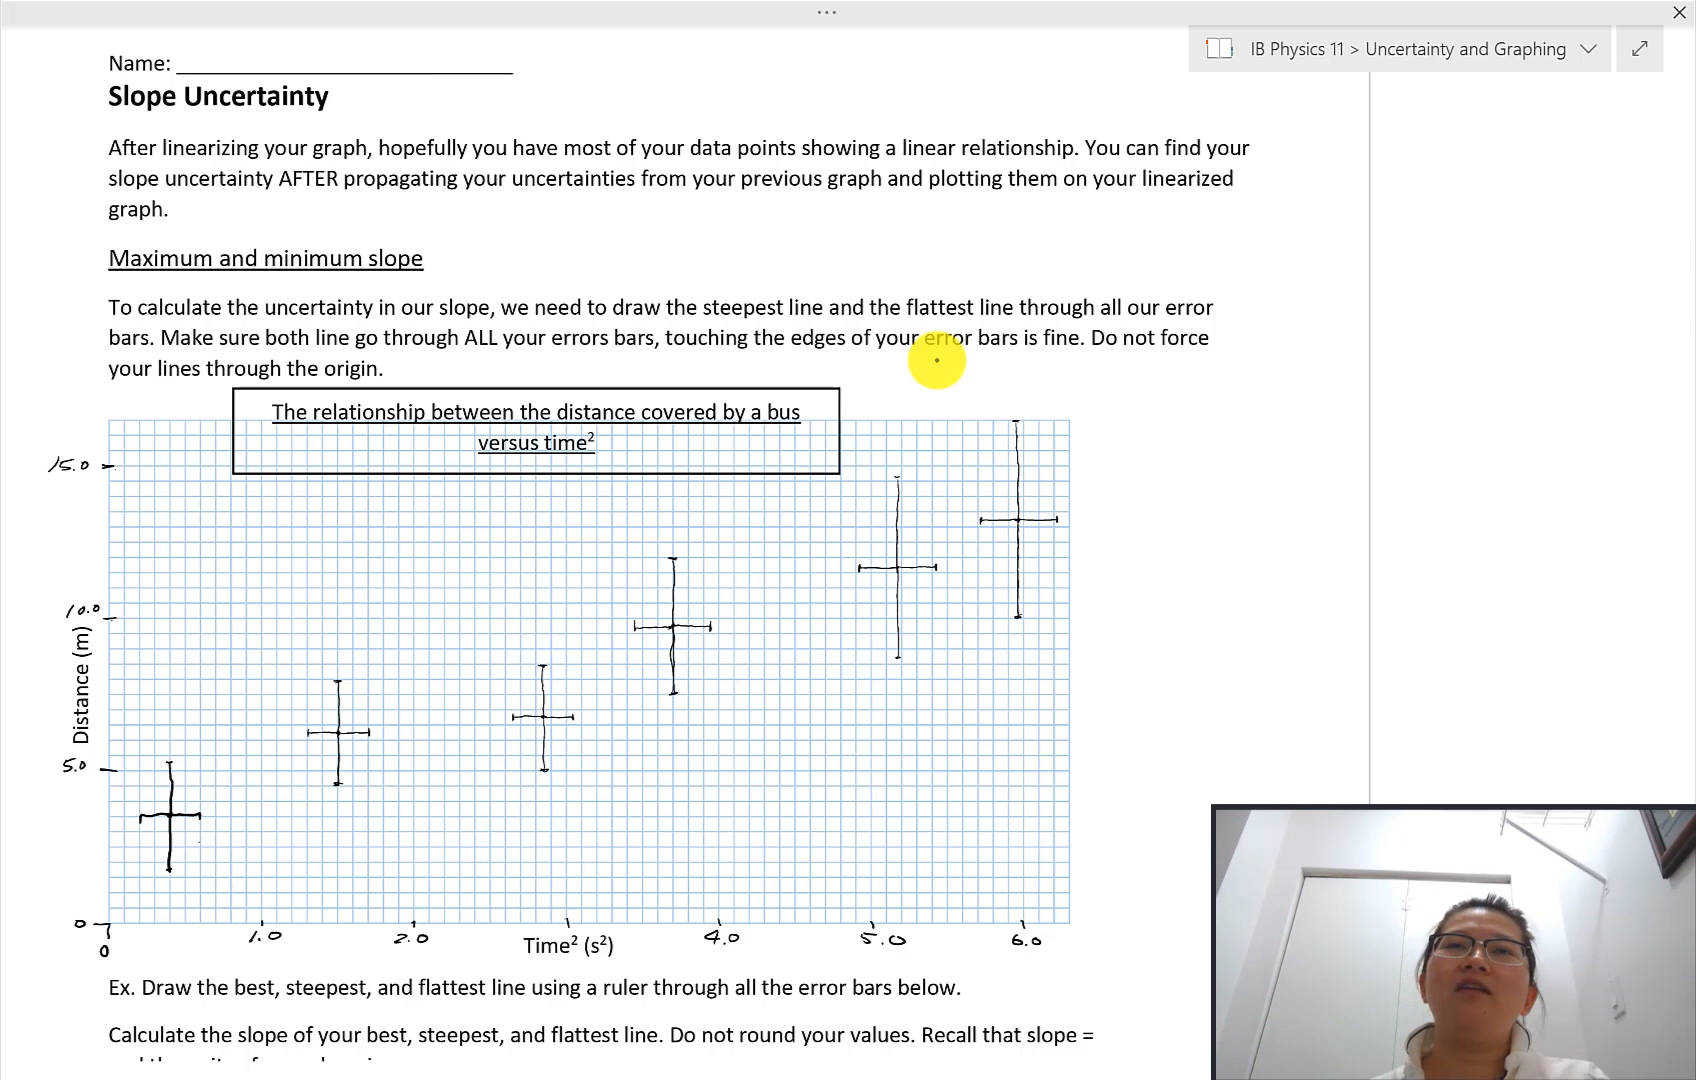 IB Physics 11 > Uncertainty and Graphing
Name:
Slope Uncertainty
After linearizing your graph, hopefully you have most of your data points showing a linear relationship. You can find your
slope uncertainty AFTER propagating your uncertainties from your previous graph and plotting them on your linearized
graph.
Maximum and minimum slope
To calculate the uncertainty in our slope, we need to draw the steepest line and the flattest line through all our error
bars. Make sure both line go through ALL your errors bars, touching the edges of your error bars is fine. Do not force
your lines through the origin.
The relationship between the distance covered by a bus
versus time²
15.0
10.0
Distance (m)
5.0
0
0
1.0 2.0 4.0 5.0 6.0
Time² (s²)
Ex. Draw the best, steepest, and flattest line using a ruler through all the error bars below.
Calculate the slope of your best, steepest, and flattest line. Do not round your values. Recall that slope =